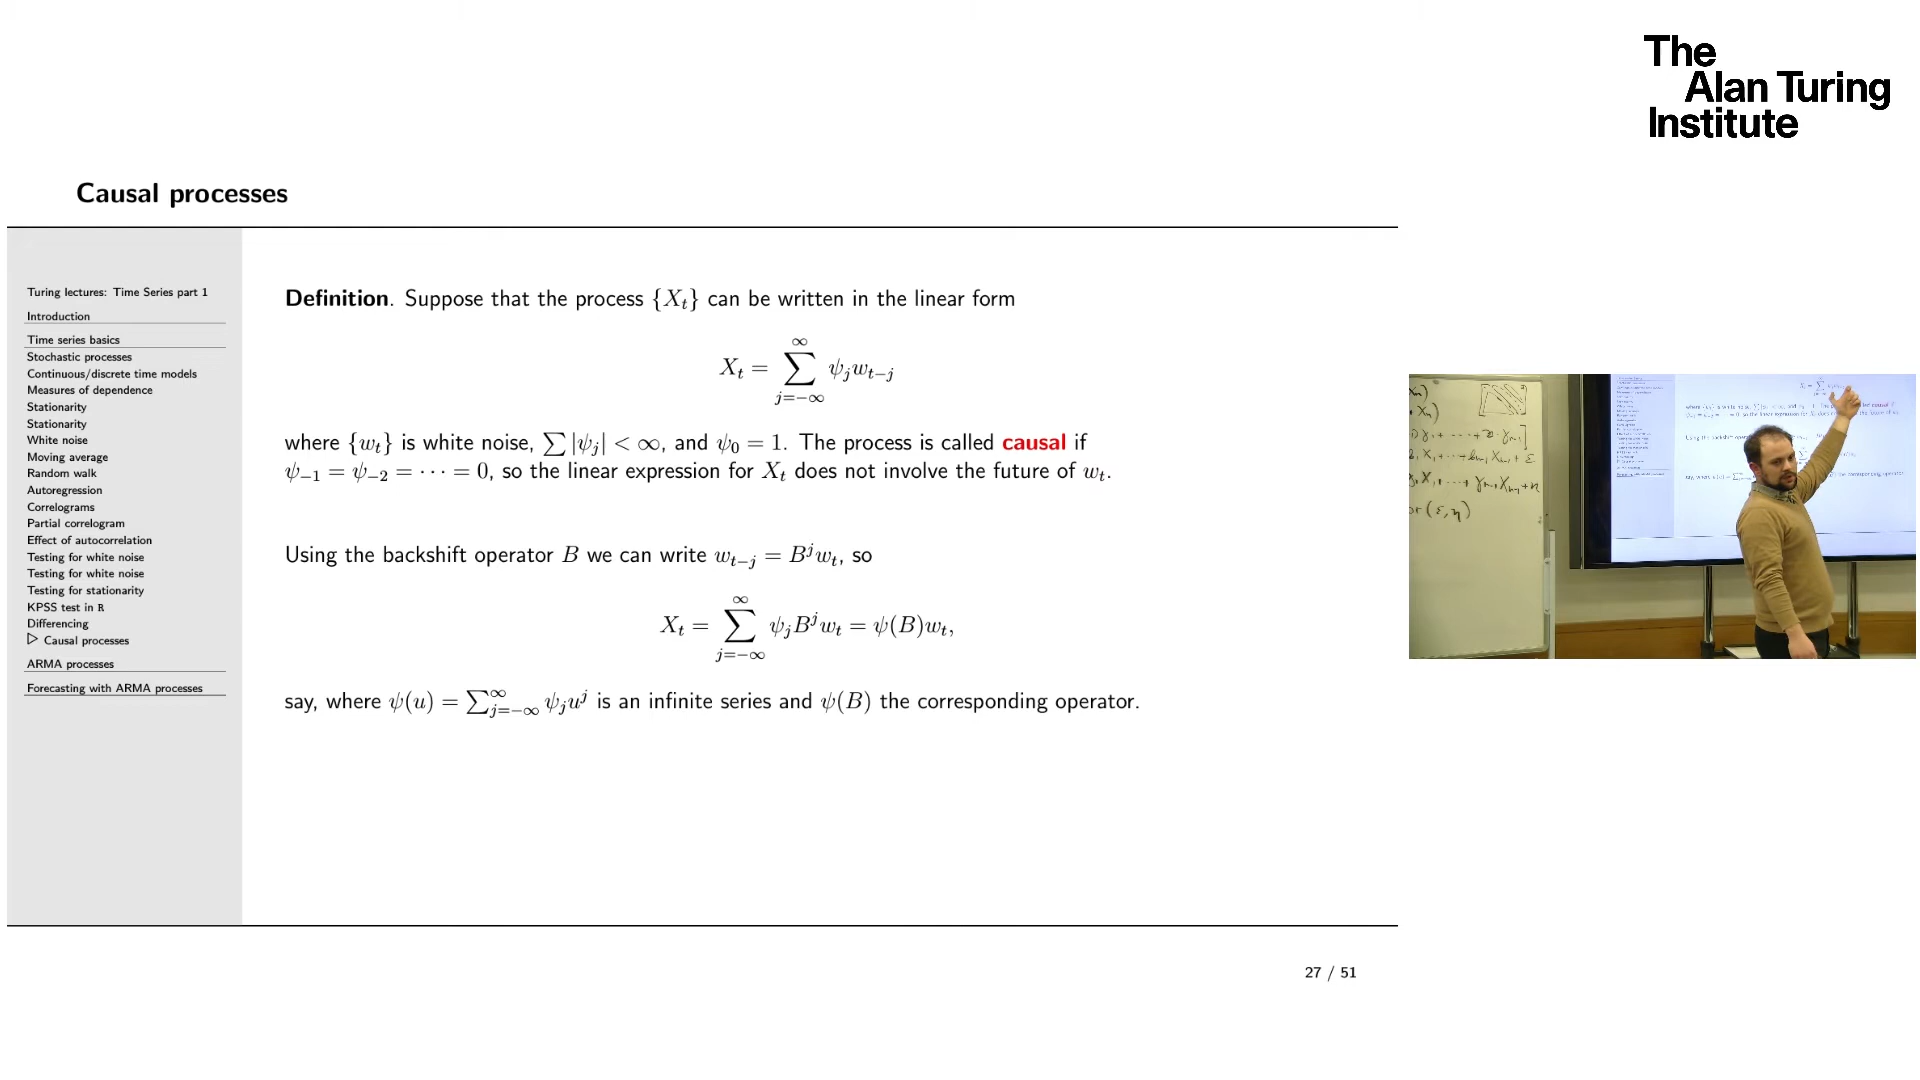 The
Alan Turing
Institute
Causal processes
Turing lectures: Time Series part 1
Introduction
Time series basics
Stochastic processes
Continuous/discrete time models
Measures of dependence
Stationarity
Stationarity
White noise
Moving average
Random walk
Autoregression
Correlograms
Partial correlogram
Effect of autocorrelation
Testing for white noise
Testing for white noise
Testing for stationarity
KPSS test in R
Differencing
▷ Causal processes
ARMA processes
Forecasting with ARMA processes
Definition. Suppose that the process {X_t} can be written in the linear form
X_t = ∑_{j=−∞}^{∞} ψ_j w_{t−j}
where {w_t} is white noise, ∑ |ψ_j| < ∞, and ψ_0 = 1. The process is called causal if
ψ_{−1} = ψ_{−2} = ··· = 0, so the linear expression for X_t does not involve the future of w_t.
Using the backshift operator B we can write w_{t−j} = B^j w_t, so
X_t = ∑_{j=−∞}^{∞} ψ_j B^j w_t = ψ(B)w_t,
say, where ψ(u) = ∑_{j=−∞}^{∞} ψ_j u^j is an infinite series and ψ(B) the corresponding operator.
27 / 51